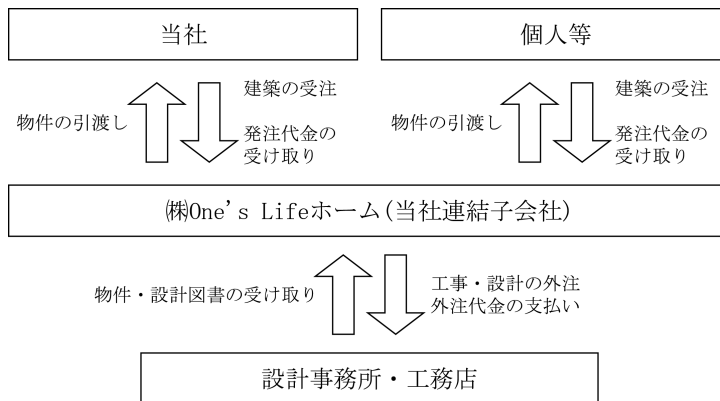 当社
個人等
物件の引渡し
建築の受注
発注代金の
受け取り
物件の引渡し
建築の受注
発注代金の
受け取り
㈱One's Lifeホーム(当社連結子会社)
物件・設計図書の受け取り
工事・設計の外注
外注代金の支払い
設計事務所・工務店